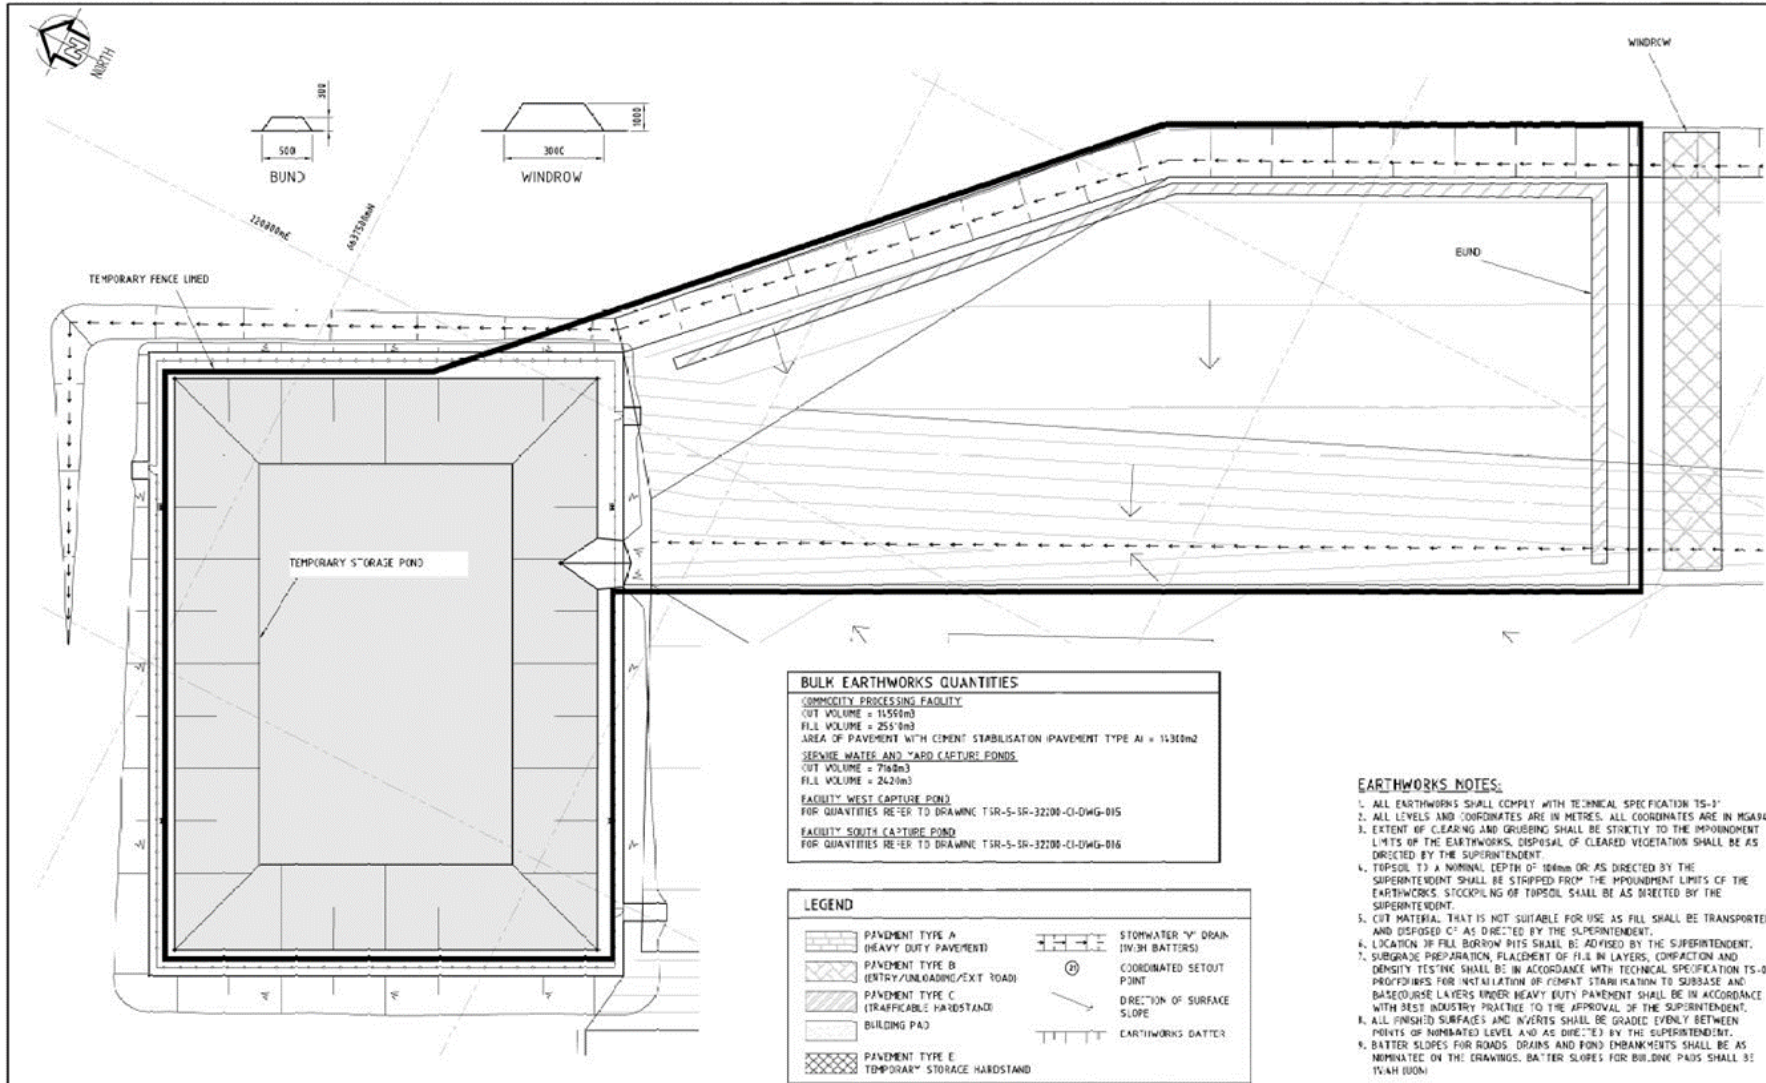 NORTH
300
500
BUND
1000
3000
WINDROW
WINDROW
220800mE
6637500mN
TEMPORARY FENCE LINED
BUND
TEMPORARY STORAGE POND
BULK EARTHWORKS QUANTITIES
COMMODITY PROCESSING FACILITY
CUT VOLUME = 14590m3
FILL VOLUME =
AREA OF PAVEMENT WITH CEMENT STABILISATION (PAVEMENT TYPE A) = 14300m2
SERVICE WATER AND YARD CAPTURE PONDS
CUT VOLUME = 7160m3
FILL VOLUME = 2420m3
FACILITY WEST CAPTURE POND
FOR QUANTITIES REFER TO DRAWING TSR-S-SR-32200-CI-DWG-015
FACILITY SOUTH CAPTURE POND
FOR QUANTITIES REFER TO DRAWING TSR-S-SR-32200-CI-DWG-016
LEGEND
PAVEMENT TYPE A
(HEAVY DUTY PAVEMENT)
PAVEMENT TYPE B
(ENTRY/UNLOADING/EXIT ROAD)
PAVEMENT TYPE C
(TRAFFICABLE HARDSTAND)
BUILDING PAD
PAVEMENT TYPE E
TEMPORARY STORAGE HARDSTAND
STOMWATER "V" DRAIN
(1V:3H BATTERS)
21
COORDINATED SETOUT
POINT
DIRECTION OF SURFACE
SLOPE
EARTHWORKS BATTER
EARTHWORKS NOTES:
1. ALL EARTHWORKS SHALL COMPLY WITH TECHNICAL SPECIFICATION
2. ALL LEVELS AND COORDINATES ARE IN METRES. ALL COORDINATES ARE IN MGA94
3. EXTENT OF CLEARING AND GRUBBING SHALL BE STRICTLY TO THE IMPOUNDMENT
LIMITS OF THE EARTHWORKS. DISPOSAL OF CLEARED VEGETATION SHALL BE AS
DIRECTED BY THE SUPERINTENDENT.
4. TOPSOIL TO A NOMINAL DEPTH OF 100mm OR AS DIRECTED BY THE
SUPERINTENDENT SHALL BE STRIPPED FROM THE IMPOUNDMENT LIMITS OF THE
EARTHWORKS. STOCKPILING OF TOPSOIL SHALL BE AS DIRECTED BY THE
SUPERINTENDENT.
5. CUT MATERIAL THAT IS NOT SUITABLE FOR USE AS FILL SHALL BE TRANSPORTED
AND DISPOSED OF AS DIRECTED BY THE SUPERINTENDENT.
6. LOCATION OF FILL BORROW PITS SHALL BE ADVISED BY THE SUPERINTENDENT.
7. SUBGRADE PREPARATION, PLACEMENT OF FILL IN LAYERS, COMPACTION AND
DENSITY TESTING SHALL BE IN ACCORDANCE WITH TECHNICAL SPECIFICATION TS-0
PROCEDURES FOR INSTALLATION OF CEMENT STABILISATION TO SUBBASE AND
BASECOURSE LAYERS UNDER HEAVY DUTY PAVEMENT SHALL BE IN ACCORDANCE
WITH BEST INDUSTRY PRACTICE TO THE APPROVAL OF THE SUPERINTENDENT.
8. ALL FINISHED SURFACES AND INVERTS SHALL BE GRADED EVENLY BETWEEN
POINTS OF NOMINATED LEVEL AND AS DIRECTED BY THE SUPERINTENDENT.
9. BATTER SLOPES FOR ROADS DRAINS AND POND EMBANKMENTS SHALL BE AS
NOMINATED ON THE DRAWINGS. BATTER SLOPES FOR BUILDING PADS SHALL BE
1V:4H (UON)